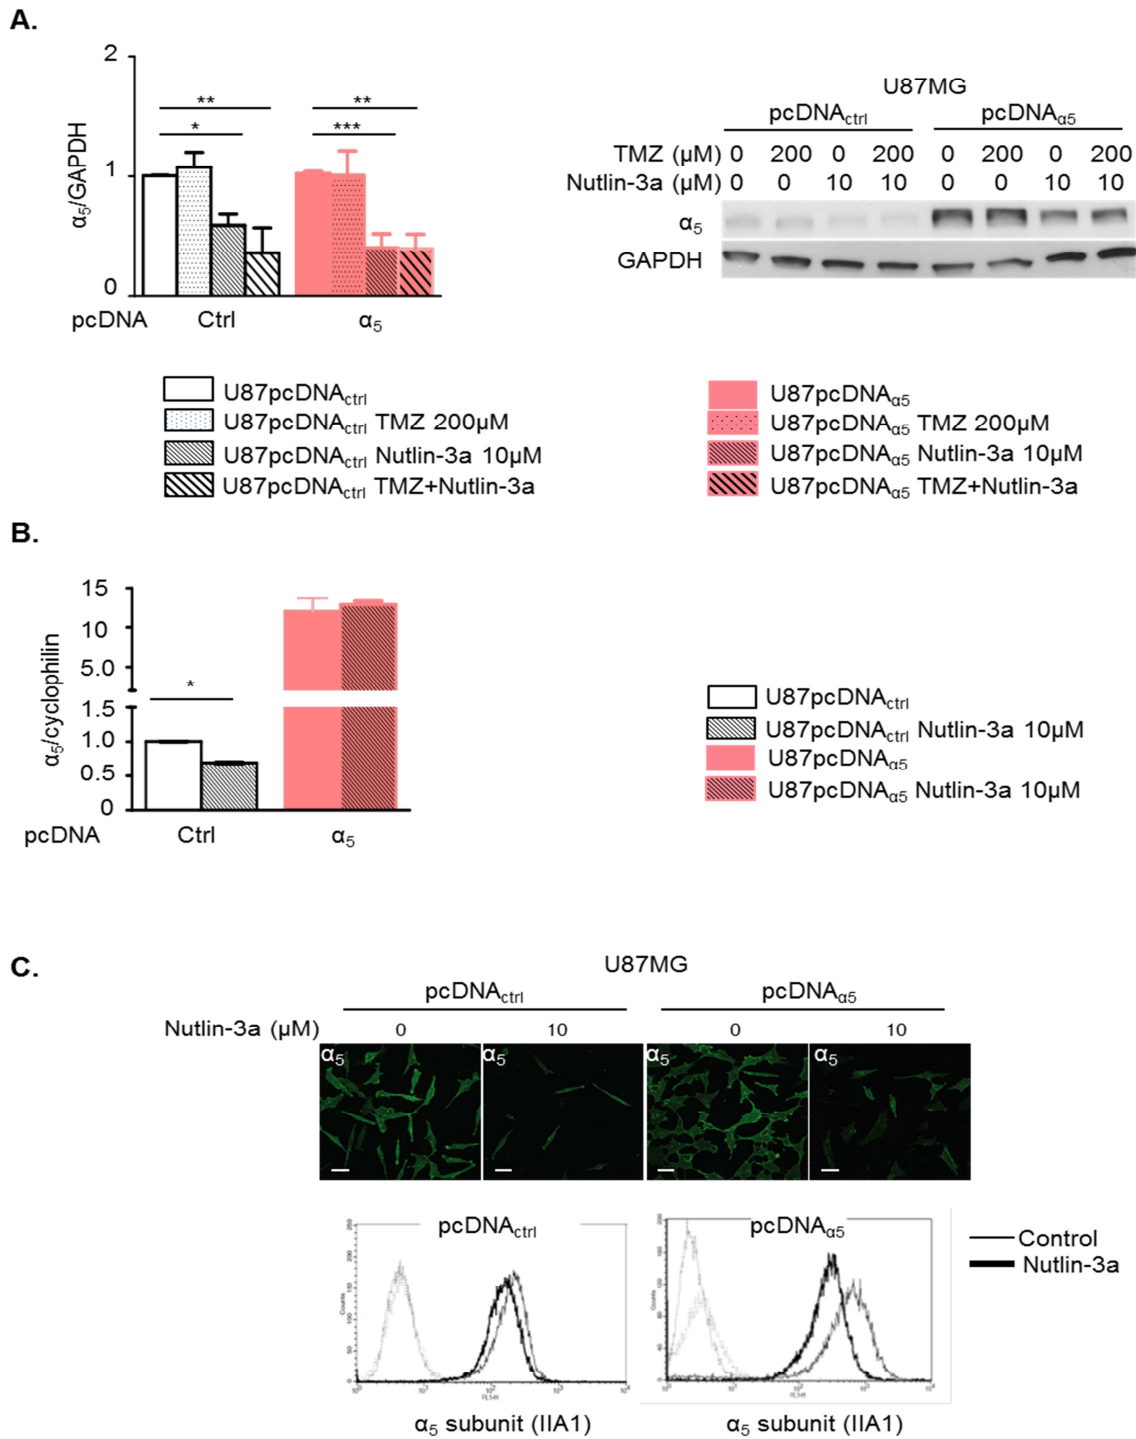 A.
2
1
0
α5/GAPDH
** **
* ***
pcDNA Ctrl α5
U87MG
pcDNActrl pcDNAα5
TMZ (µM) 0 200 0 200 0 200 0 200
Nutlin-3a (µM) 0 0 10 10 0 0 10 10
α5
GAPDH
U87pcDNActrl
U87pcDNActrl TMZ 200µM
U87pcDNActrl Nutlin-3a 10µM
U87pcDNActrl TMZ+Nutlin-3a
U87pcDNAα5
U87pcDNAα5 TMZ 200µM
U87pcDNAα5 Nutlin-3a 10µM
U87pcDNAα5 TMZ+Nutlin-3a
B.
15
10
5.0
1.5
1.0
0.5
0
α5/cyclophilin
*
pcDNA Ctrl α5
U87pcDNActrl
U87pcDNActrl Nutlin-3a 10µM
U87pcDNAα5
U87pcDNAα5 Nutlin-3a 10µM
C.
U87MG
pcDNActrl pcDNAα5
Nutlin-3a (µM) 0 10 0 10
α5 α5 α5 α5
pcDNActrl pcDNAα5
Counts Counts
FL1-H FL1-H
α5 subunit (IIA1) α5 subunit (IIA1)
Control
Nutlin-3a